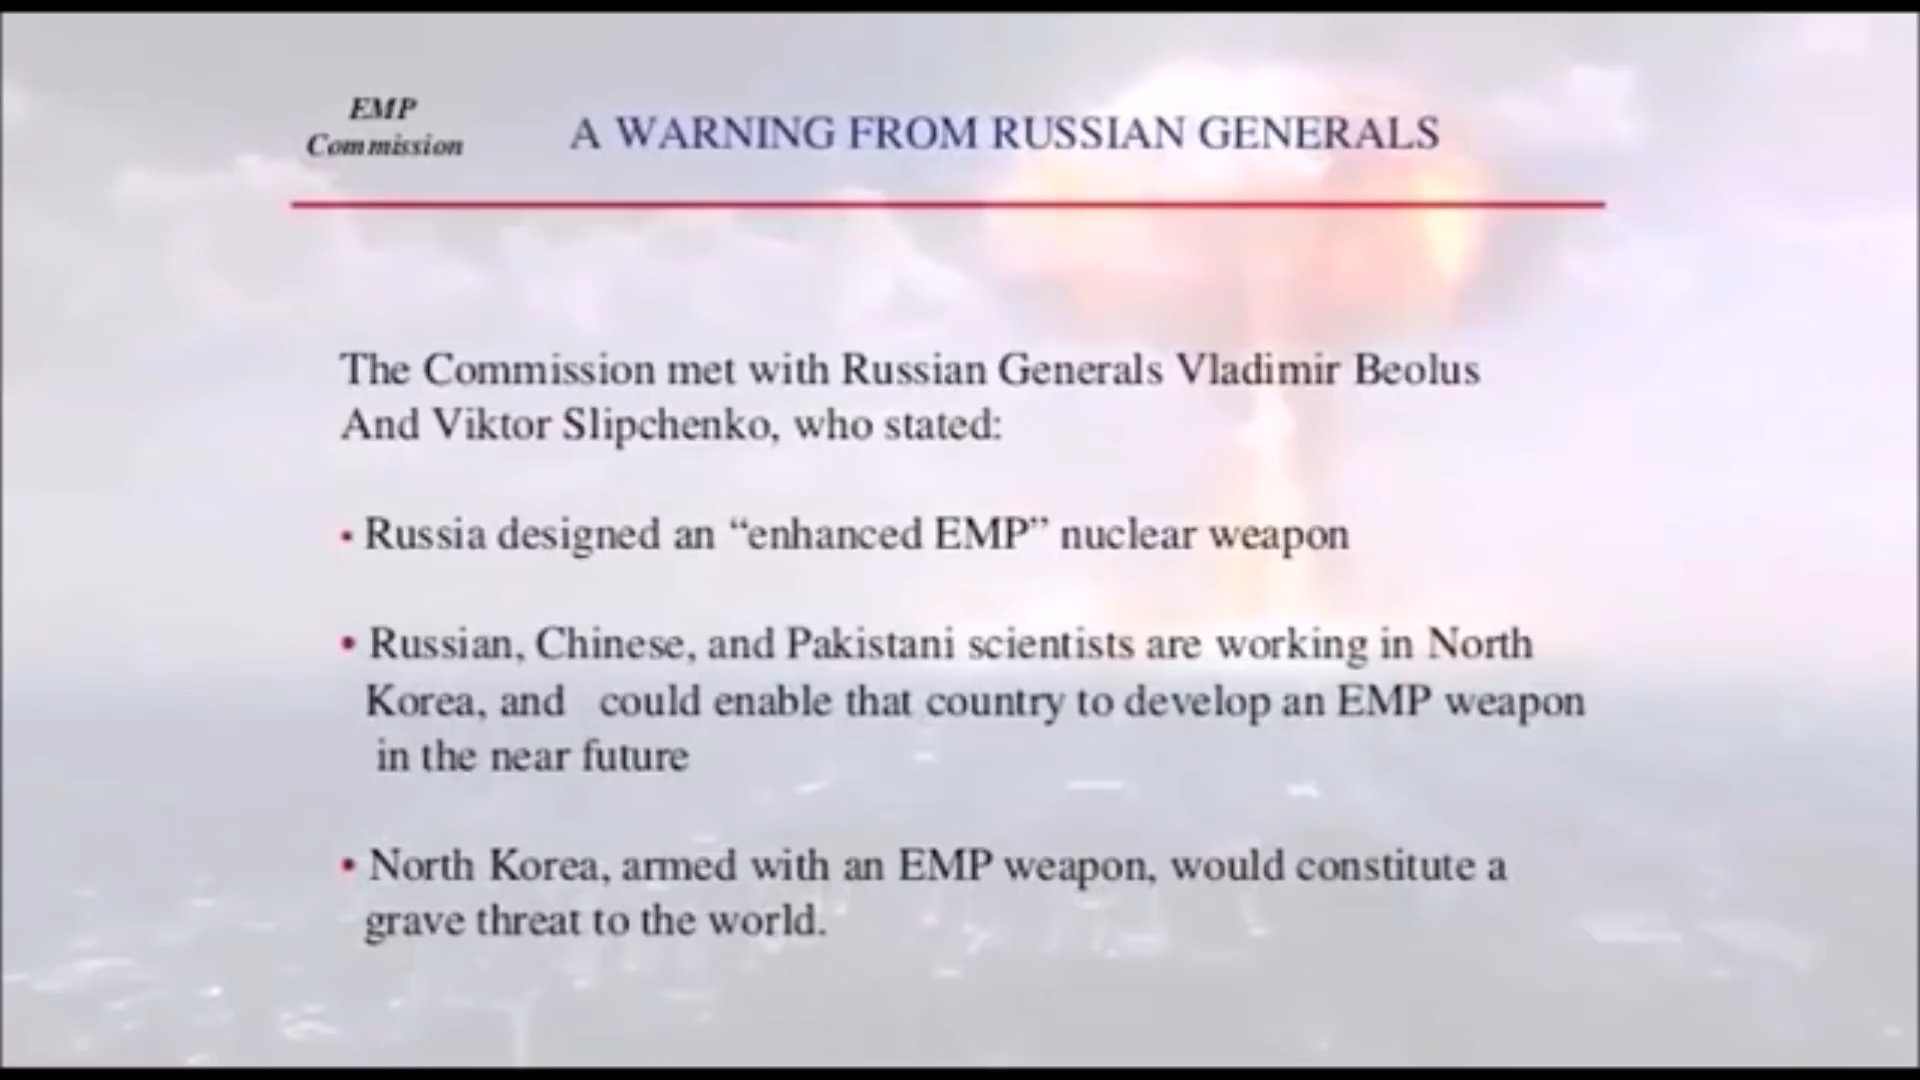 EMP
Commission
A WARNING FROM RUSSIAN GENERALS
The Commission met with Russian Generals Vladimir Beolus
And Viktor Slipchenko, who stated:
• Russia designed an “enhanced EMP” nuclear weapon
• Russian, Chinese, and Pakistani scientists are working in North
Korea, and could enable that country to develop an EMP weapon
in the near future
• North Korea, armed with an EMP weapon, would constitute a
grave threat to the world.